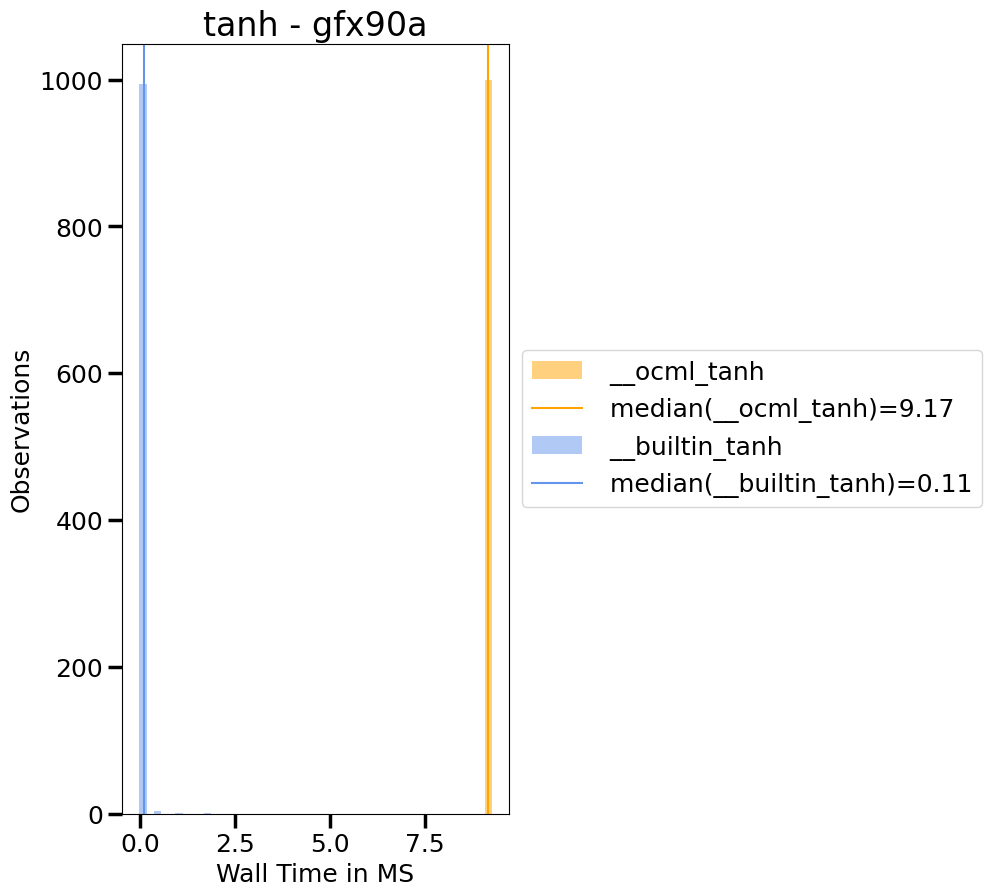 tanh - gfx90a
1000
800
600
400
200
0
Observations
0.0 2.5 5.0 7.5
Wall Time in MS
__ocml_tanh
median(__ocml_tanh)=9.17
__builtin_tanh
median(__builtin_tanh)=0.11